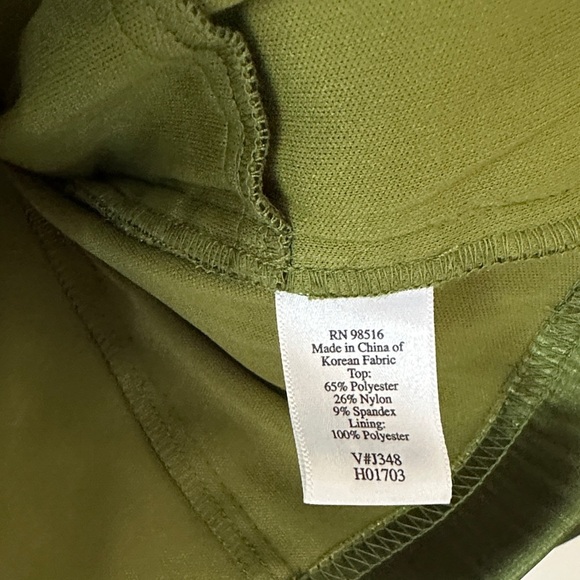 RN 98516
Made in China of
Korean Fabric
Top:
65% Polyester
26% Nylon
9% Spandex
Lining:
100% Polyester
V#J348
H01703